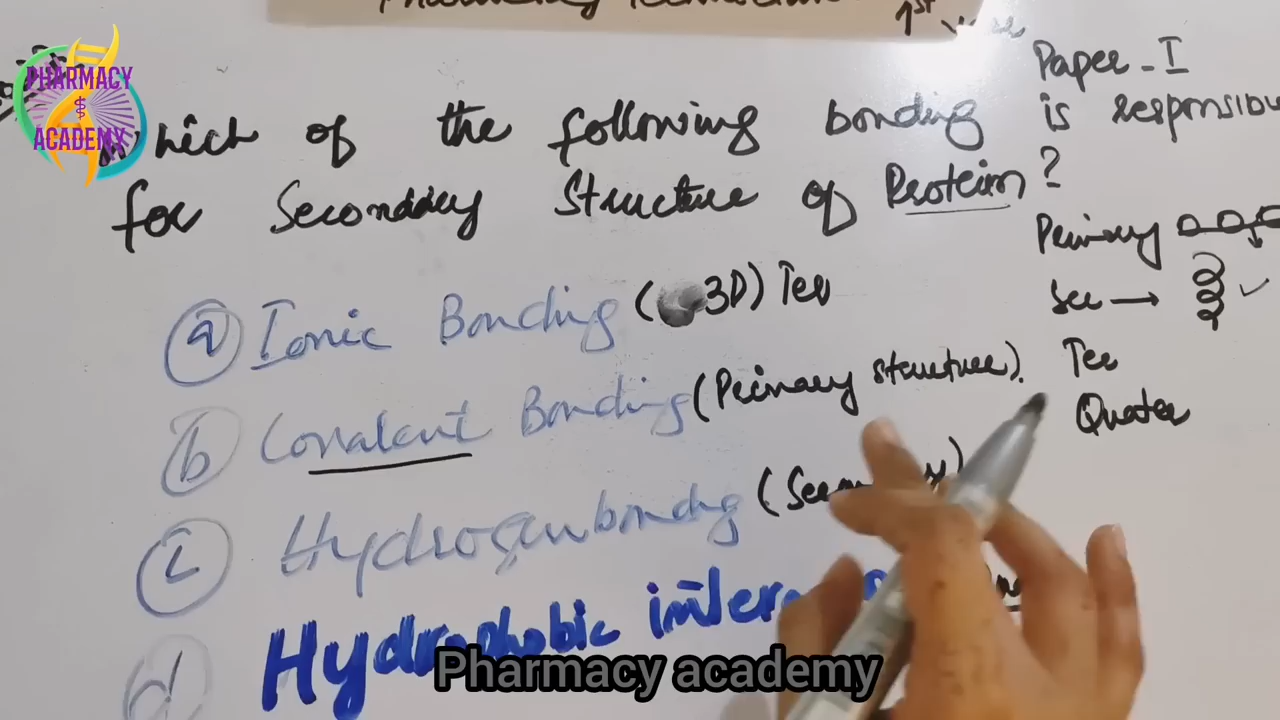 1st
Paper - I
PHARMACY
ACADEMY
which of the following bonding is responsible
for Secondary Structure of Protein ?
Primary
Sec →
Ter
Quater
a Ionic Bonding ( 3D) Ter
b Covalent Bonding (Primary structure).
c Hydrogen bonding
d Hydrophobic
Pharmacy academy